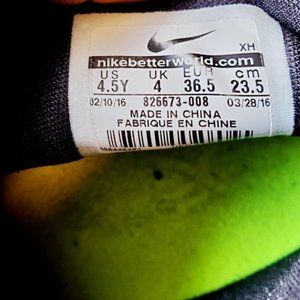 XH
nikebetterworld.com
US UK EUR cm
4.5Y 4 36.5 23.5
02/10/16 826673-008 03/28/16
MADE IN CHINA
FABRIQUE EN CHINE